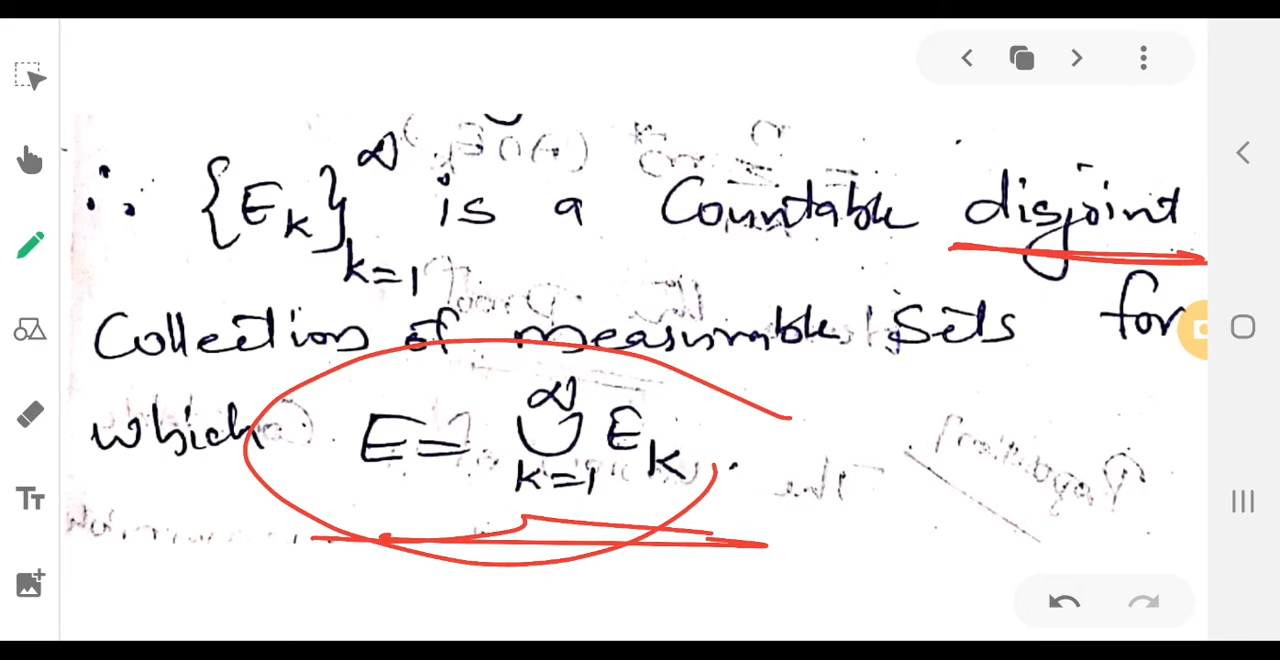 ∴ {E_k}_{k=1}^∞ is a Countable disjoint
Collection of measurable Sets for
which E = ∪_{k=1}^∞ E_k.